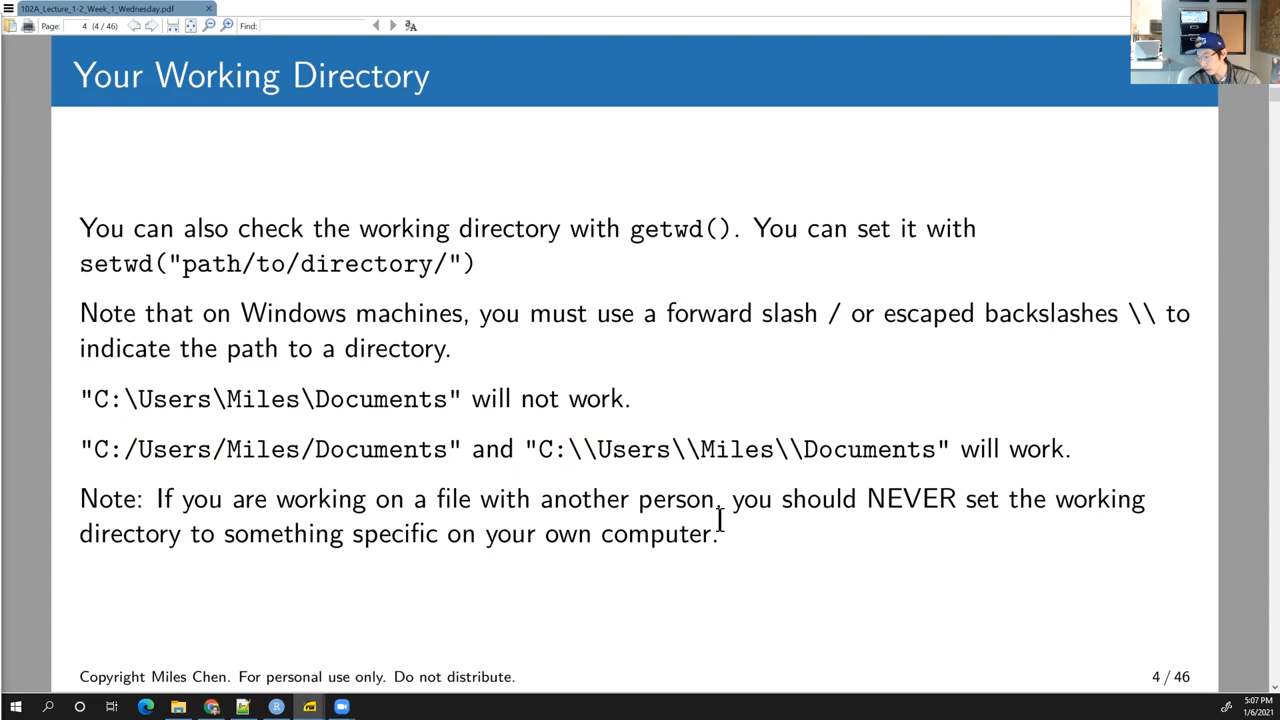 102A_Lecture_1-2_Week_1_Wednesday.pdf
Page: 4 (4 / 46) Find:
Your Working Directory
You can also check the working directory with getwd(). You can set it with
setwd("path/to/directory/")
Note that on Windows machines, you must use a forward slash / or escaped backslashes \\ to
indicate the path to a directory.
"C:\Users\Miles\Documents" will not work.
"C:/Users/Miles/Documents" and "C:\\Users\\Miles\\Documents" will work.
Note: If you are working on a file with another person, you should NEVER set the working
directory to something specific on your own computer.
Copyright Miles Chen. For personal use only. Do not distribute. 4 / 46
5:07 PM
1/6/2021